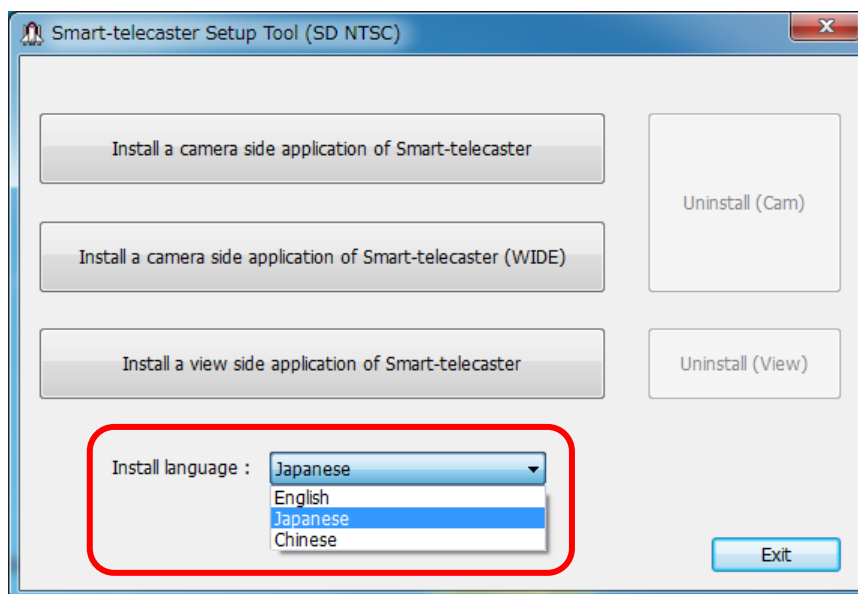 Smart-telecaster Setup Tool (SD NTSC)
Install a camera side application of Smart-telecaster
Uninstall (Cam)
Install a camera side application of Smart-telecaster (WIDE)
Install a view side application of Smart-telecaster
Uninstall (View)
Install language :
Japanese
English
Japanese
Chinese
Exit